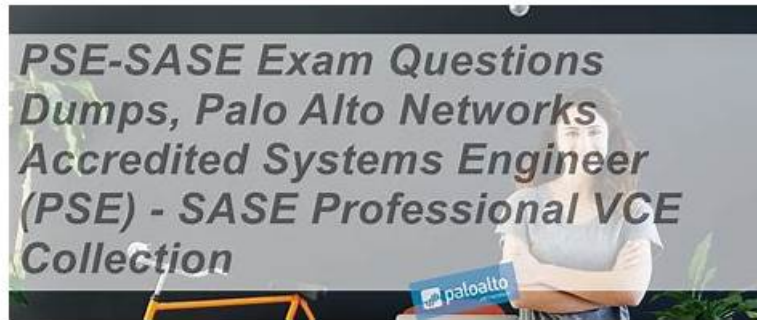 PSE-SASE Exam Questions
Dumps, Palo Alto Networks
Accredited Systems Engineer
(PSE) - SASE Professional VCE
Collection
paloalto